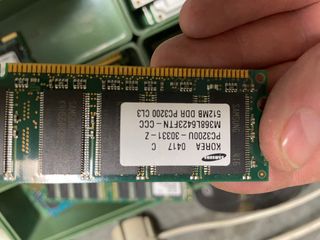 SAMSUNG
KOREA 0417 C
PC3200U-30331-Z
M368L6423FTN-CCC
512MB DDR PC3200 CL3